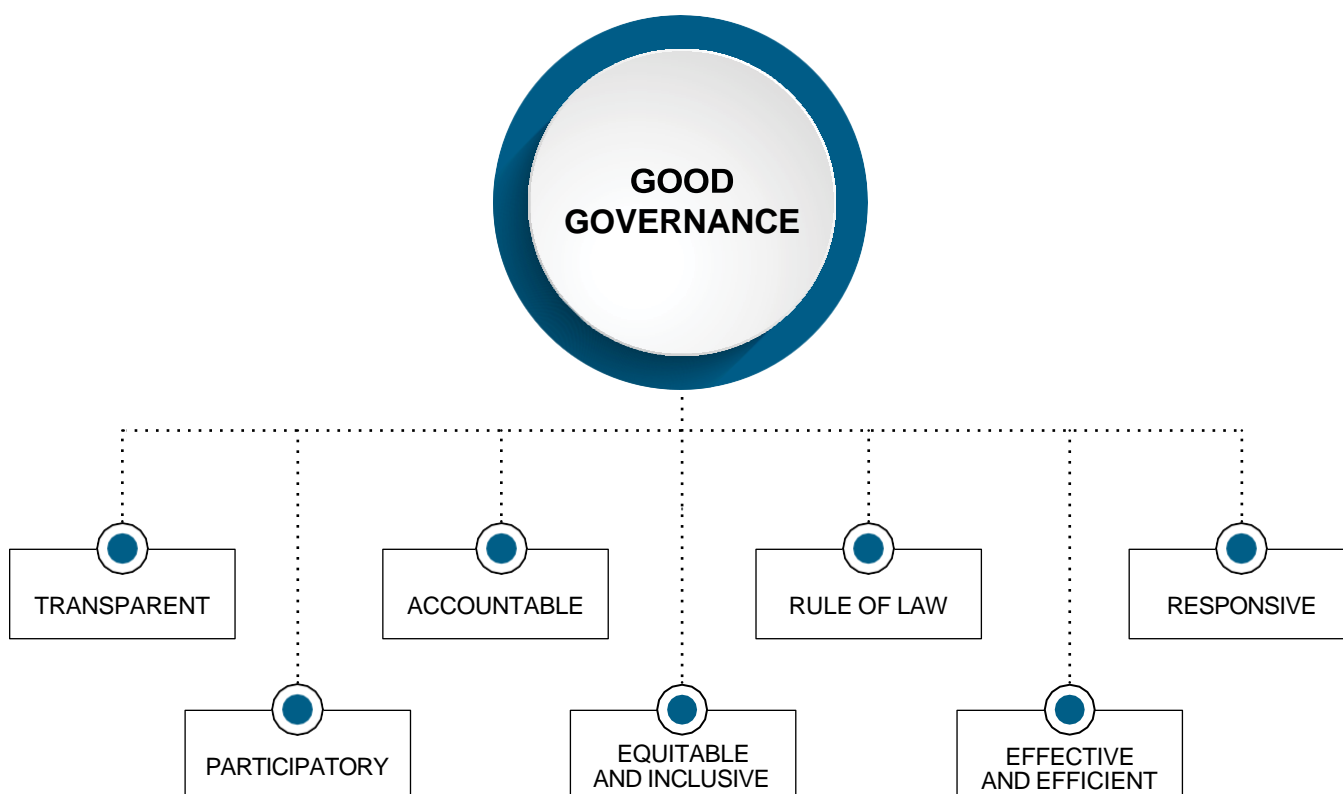 GOOD
GOVERNANCE
TRANSPARENT
ACCOUNTABLE
RULE OF LAW
RESPONSIVE
PARTICIPATORY
EQUITABLE
AND INCLUSIVE
EFFECTIVE
AND EFFICIENT